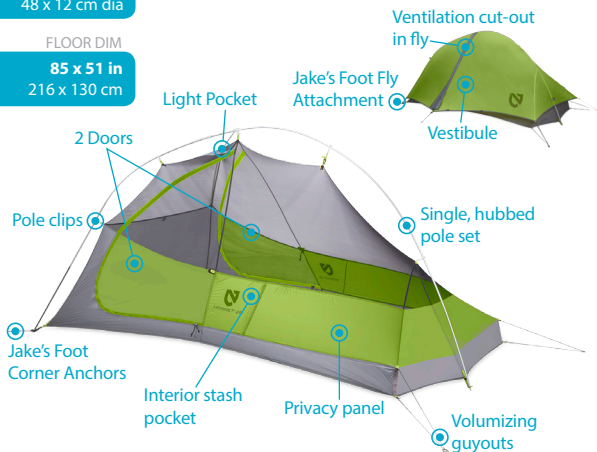 48 x 12 cm dia
FLOOR DIM
85 x 51 in
216 x 130 cm
Ventilation cut-out
in fly
Jake's Foot Fly
Attachment
Vestibule
Light Pocket
2 Doors
Pole clips
Single, hubbed
pole set
Jake's Foot
Corner Anchors
Interior stash
pocket
Privacy panel
Volumizing
guyouts